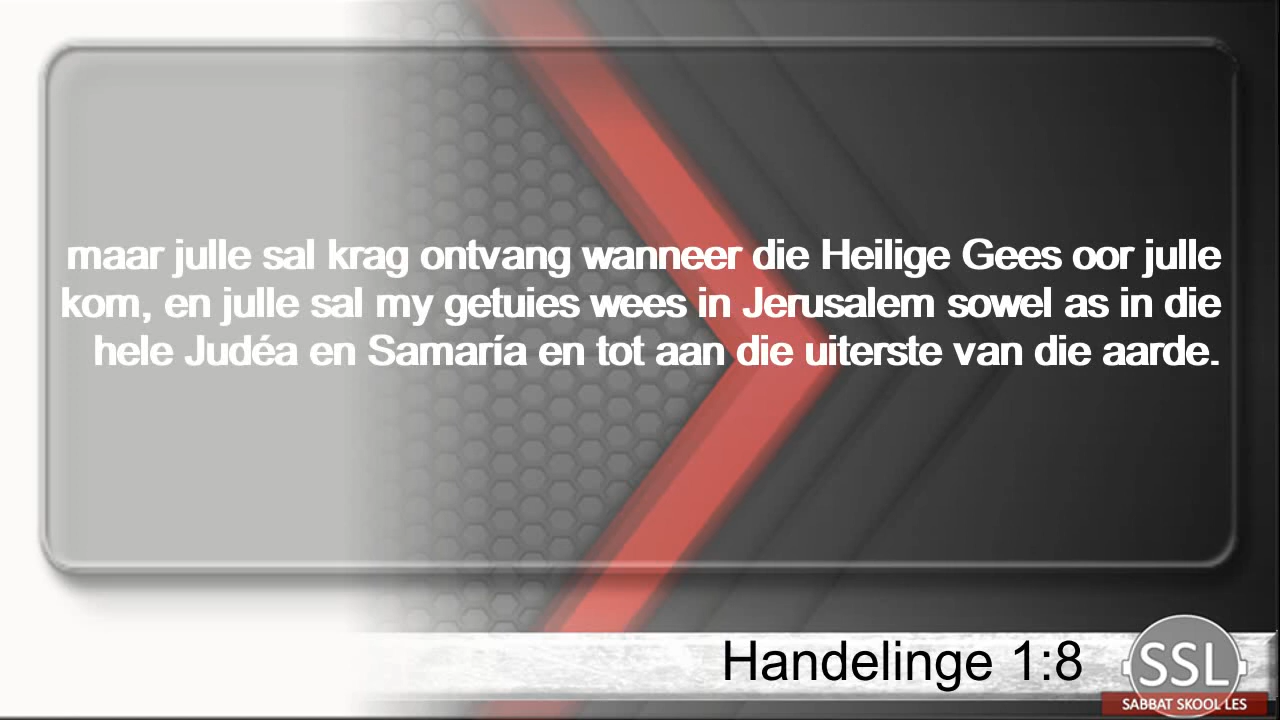 maar julle sal krag ontvang wanneer die Heilige Gees oor julle
kom, en julle sal my getuies wees in Jerusalem sowel as in die
hele Judéa en Samaría en tot aan die uiterste van die aarde.
Handelinge 1:8
SSL
SABBAT SKOOL LES